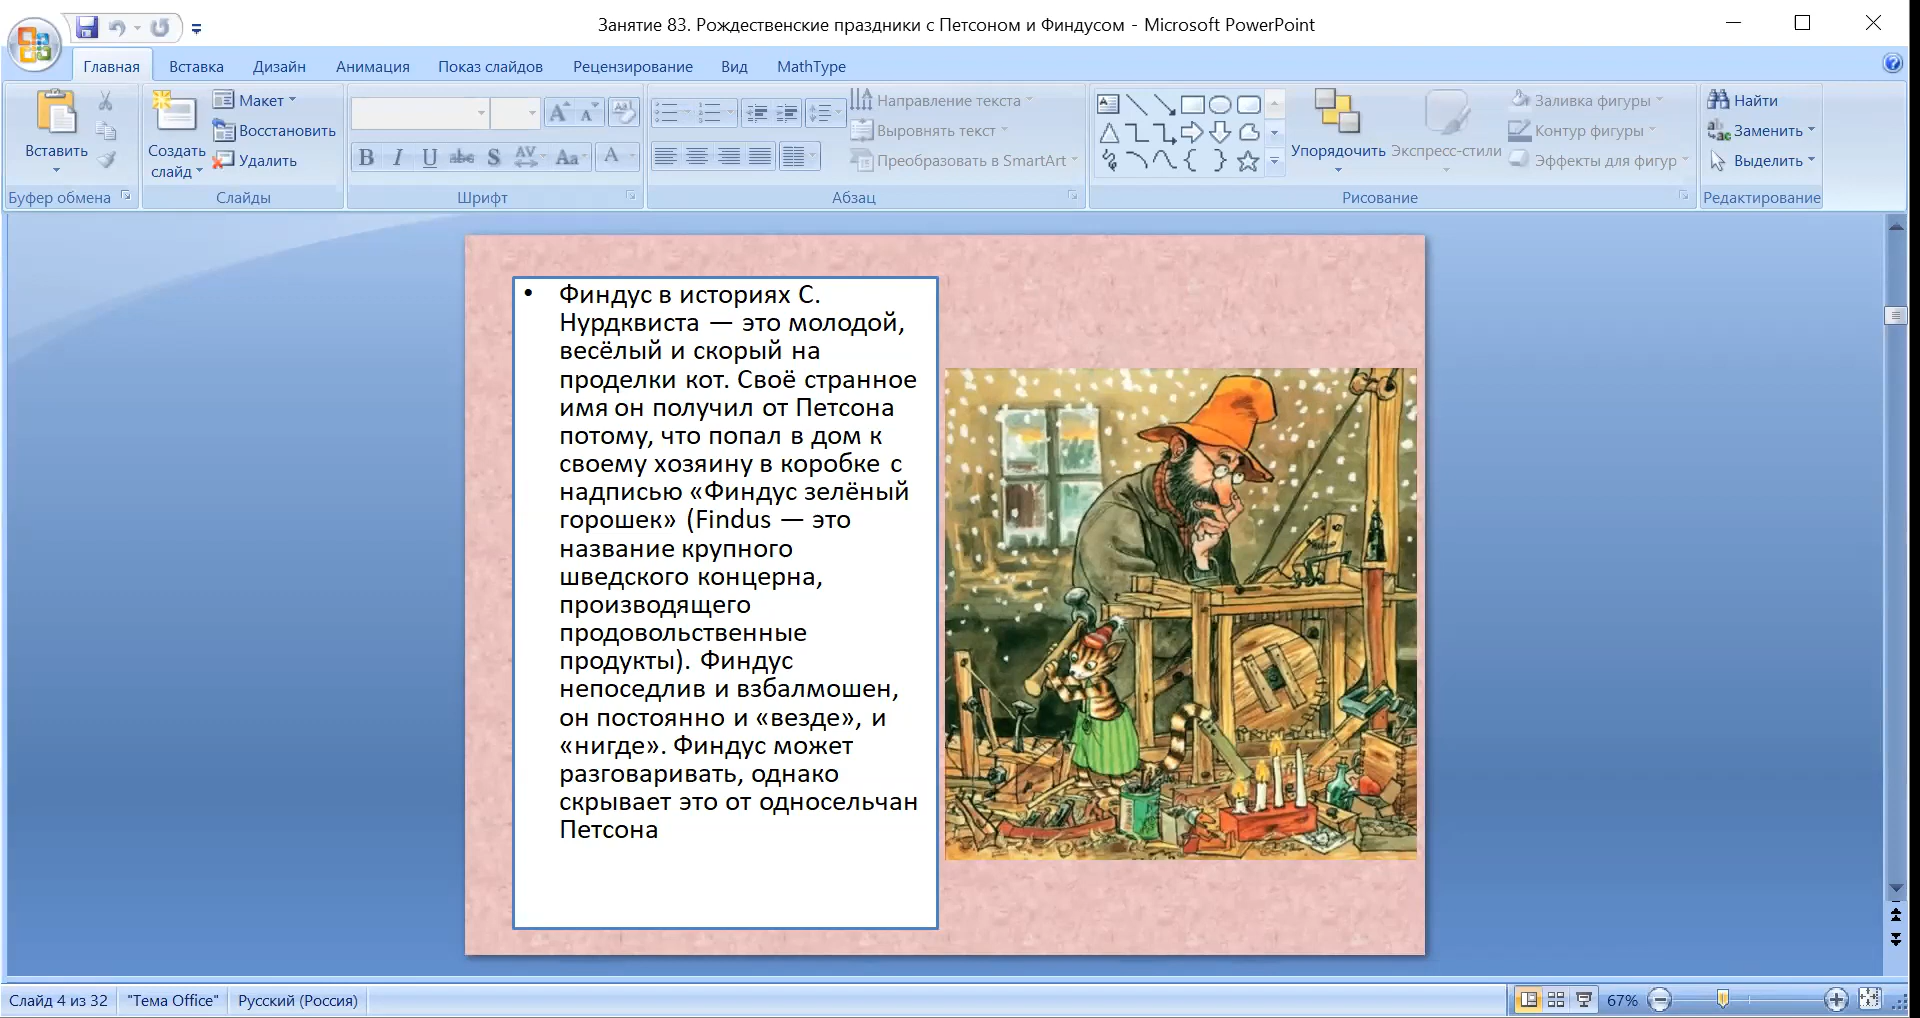 Занятие 83. Рождественские праздники с Петсоном и Финдусом - Microsoft PowerPoint
Главная Вставка Дизайн Анимация Показ слайдов Рецензирование Вид MathType
Вставить
Буфер обмена
Создать слайд
Макет
Восстановить
Удалить
Слайды
Шрифт
Направление текста
Выровнять текст
Преобразовать в SmartArt
Абзац
Упорядочить
Экспресс-стили
Заливка фигуры
Контур фигуры
Эффекты для фигур
Рисование
Найти
Заменить
Выделить
Редактирование
• Финдус в историях С.
Нурдквиста — это молодой,
весёлый и скорый на
проделки кот. Своё странное
имя он получил от Петсона
потому, что попал в дом к
своему хозяину в коробке с
надписью «Финдус зелёный
горошек» (Findus — это
название крупного
шведского концерна,
производящего
продовольственные
продукты). Финдус
непоседлив и взбалмошен,
он постоянно и «везде», и
«нигде». Финдус может
разговаривать, однако
скрывает это от односельчан
Петсона
Слайд 4 из 32 "Тема Office" Русский (Россия) 67%